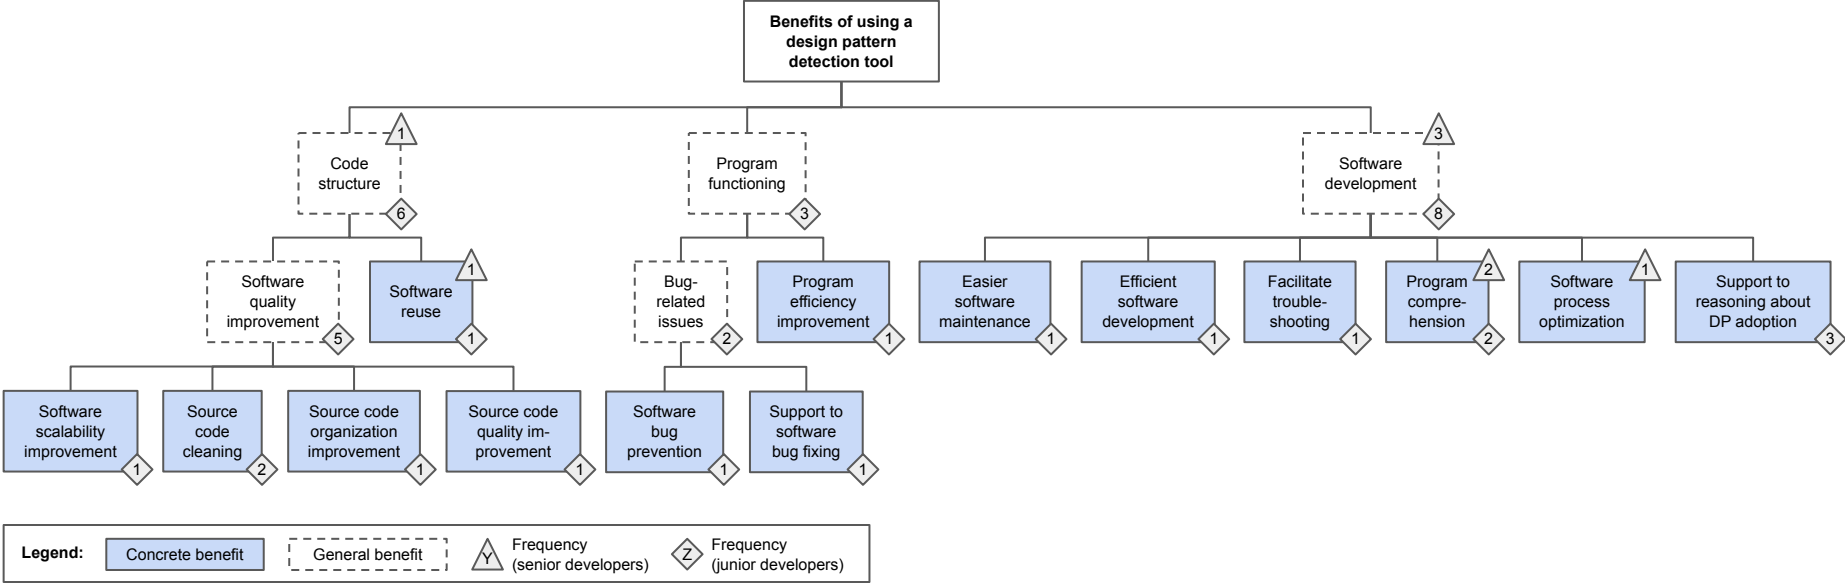 Benefits of using a
design pattern
detection tool
1
3
Code
structure
Program
functioning
Software
development
6
3
8
Software
quality
improvement
5
1
Software
reuse
1
Bug-
related
issues
2
Program
efficiency
improvement
1
Easier
software
maintenance
1
Efficient
software
development
1
Facilitate
trouble-
shooting
1
2
Program
compre-
hension
2
1
Software
process
optimization
Support to
reasoning about
DP adoption
3
Software
scalability
improvement
1
Source
code
cleaning
2
Source code
organization
improvement
1
Source code
quality im-
provement
1
Software
bug
prevention
1
Support to
software
bug fixing
1
Legend:
Concrete benefit
General benefit
Y
Frequency
(senior developers)
Z
Frequency
(junior developers)